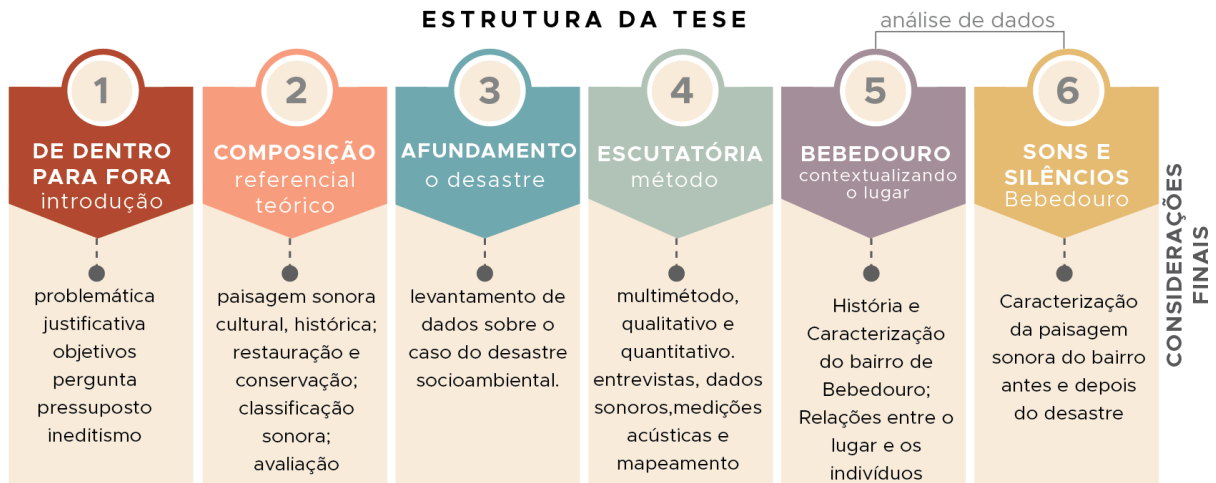 ESTRUTURA DA TESE
análise de dados
1
DE DENTRO
PARA FORA
introdução
problemática
justificativa
objetivos
pergunta
pressuposto
ineditismo
2
COMPOSIÇÃO
referencial
teórico
paisagem sonora
cultural, histórica;
restauração e
conservação;
classificação
sonora;
avaliação
3
AFUNDAMENTO
o desastre
levantamento de
dados sobre o
caso do desastre
socioambiental.
4
ESCUTATÓRIA
método
multimétodo,
qualitativo e
quantitativo.
entrevistas, dados
sonoros,medições
acústicas e
mapeamento
5
BEBEDOURO
contextualizando
o lugar
História e
Caracterização
do bairro de
Bebedouro;
Relações entre o
lugar e os
indivíduos
6
SONS E
SILÊNCIOS
Bebedouro
Caracterização
da paisagem
sonora do bairro
antes e depois
do desastre
CONSIDERAÇÕES
FINAIS